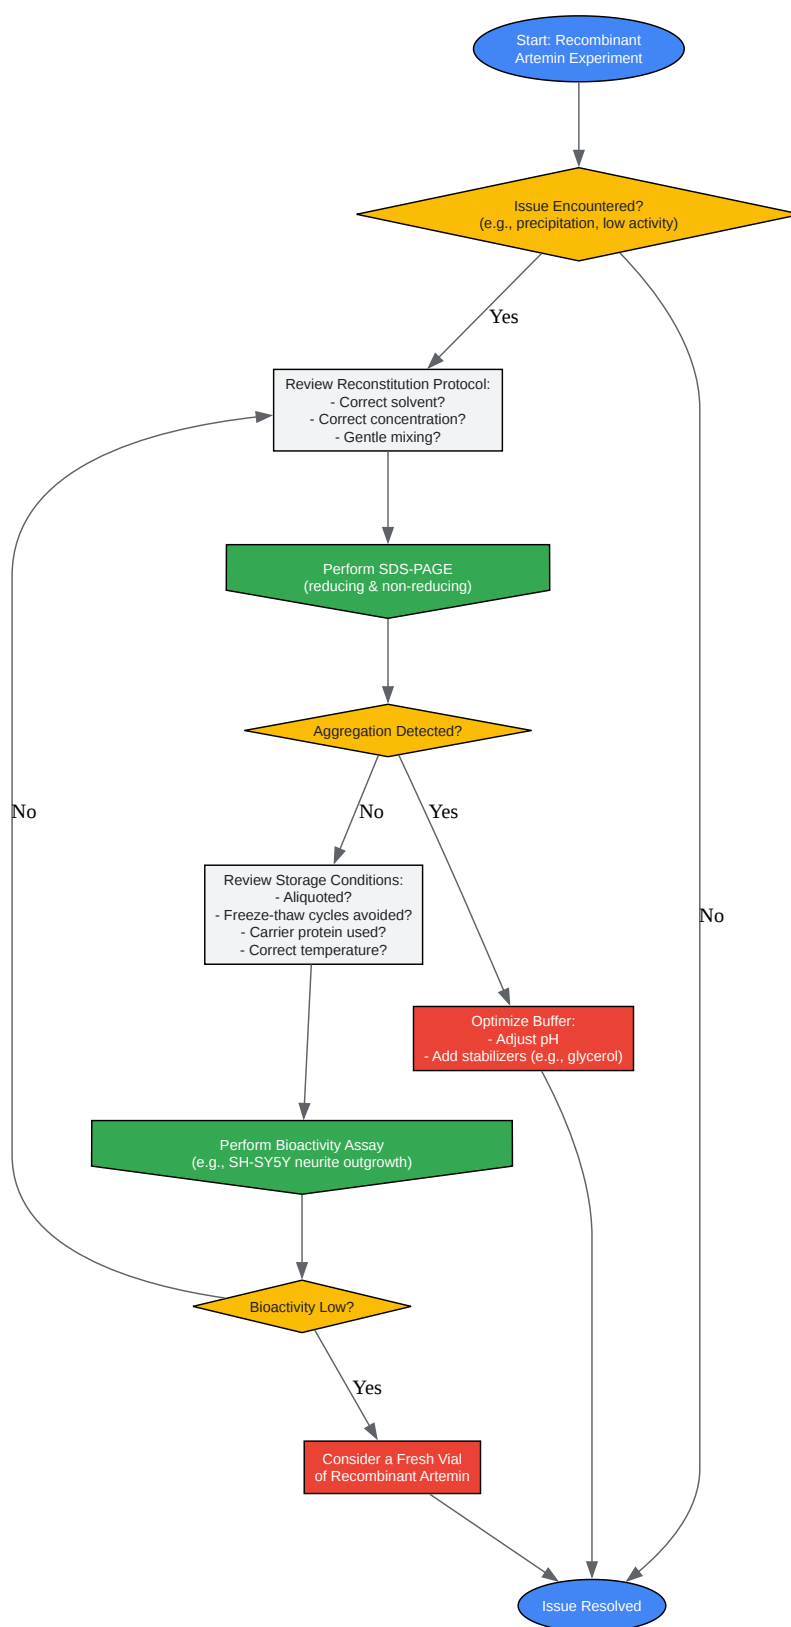 Start: Recombinant
Artemin Experiment
Issue Encountered?
(e.g., precipitation, low activity)
Yes
Review Reconstitution Protocol:
- Correct solvent?
- Correct concentration?
- Gentle mixing?
Perform SDS-PAGE
(reducing & non-reducing)
Aggregation Detected?
No
No
Yes
Review Storage Conditions:
- Aliquoted?
- Freeze-thaw cycles avoided?
- Carrier protein used?
- Correct temperature?
No
Optimize Buffer:
- Adjust pH
- Add stabilizers (e.g., glycerol)
Perform Bioactivity Assay
(e.g., SH-SY5Y neurite outgrowth)
Bioactivity Low?
Yes
Consider a Fresh Vial
of Recombinant Artemin
Issue Resolved